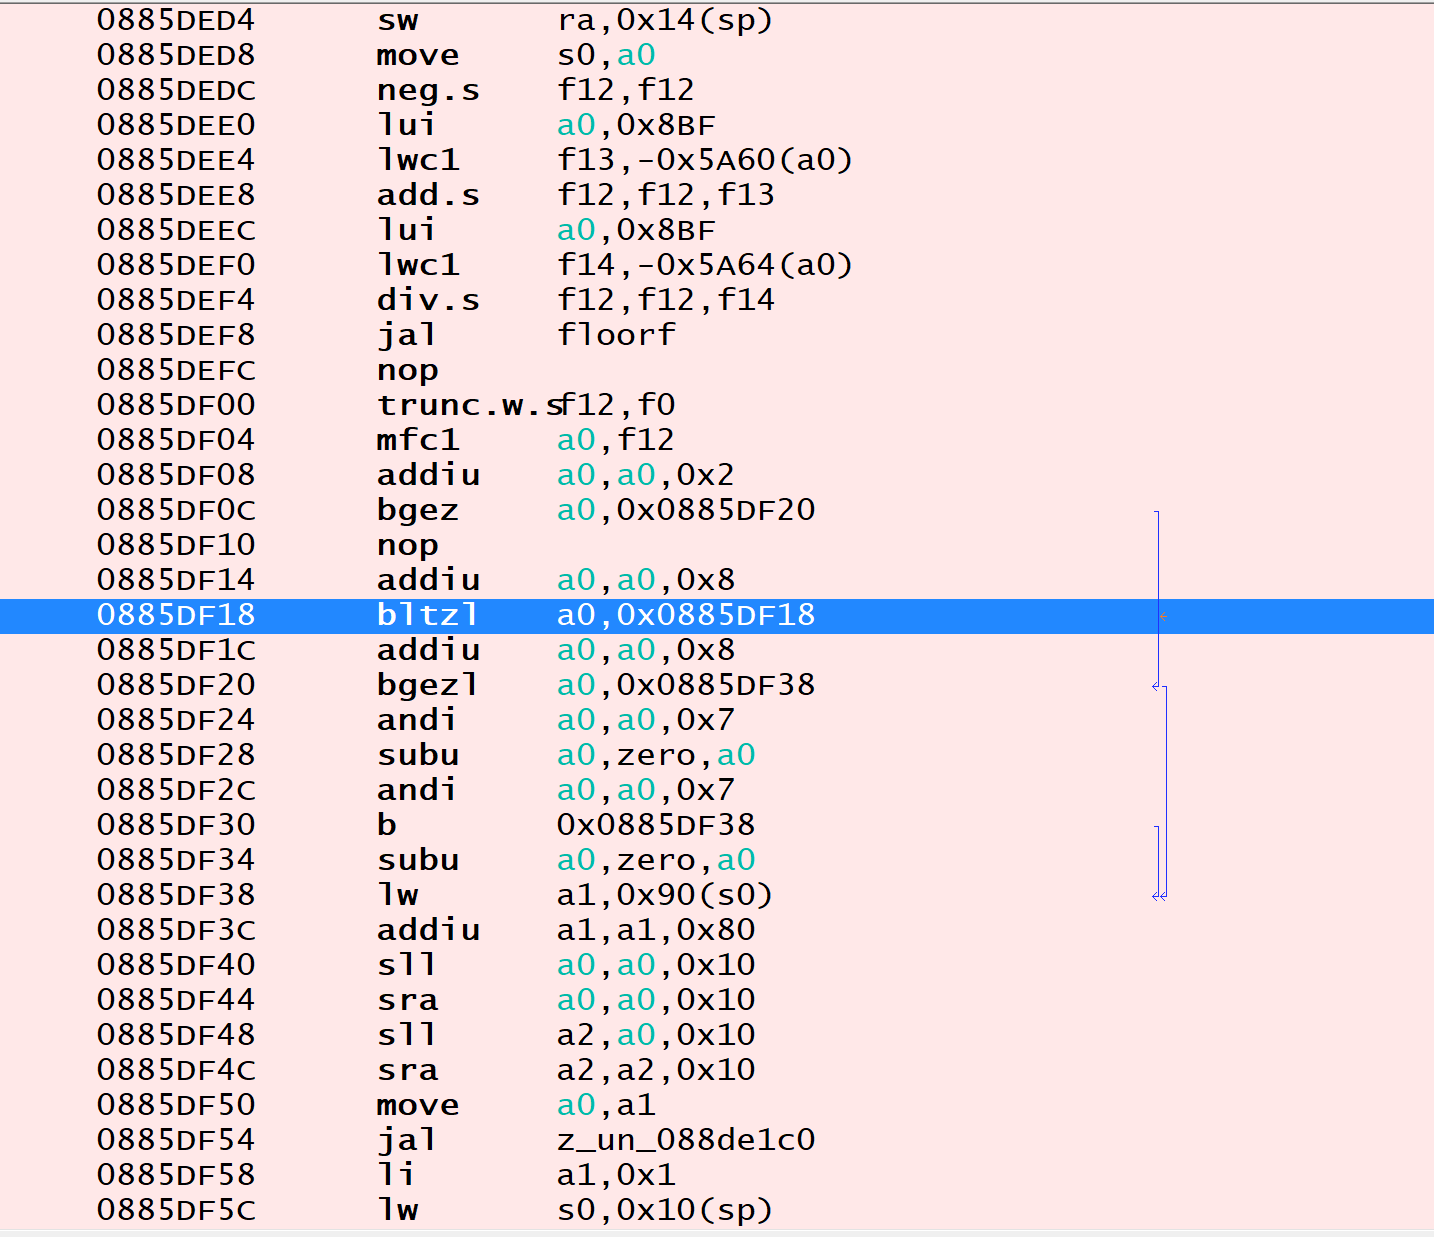 0885DED4 sw ra,0x14(sp)
0885DED8 move s0,a0
0885DEDC neg.s f12,f12
0885DEE0 lui a0,0x8BF
0885DEE4 lwc1 f13,-0x5A60(a0)
0885DEE8 add.s f12,f12,f13
0885DEEC lui a0,0x8BF
0885DEF0 lwc1 f14,-0x5A64(a0)
0885DEF4 div.s f12,f12,f14
0885DEF8 jal floorf
0885DEFC nop
0885DF00 trunc.w.s f12,f0
0885DF04 mfc1 a0,f12
0885DF08 addiu a0,a0,0x2
0885DF0C bgez a0,0x0885DF20
0885DF10 nop
0885DF14 addiu a0,a0,0x8
0885DF18 bltzl a0,0x0885DF18
0885DF1C addiu a0,a0,0x8
0885DF20 bgezl a0,0x0885DF38
0885DF24 andi a0,a0,0x7
0885DF28 subu a0,zero,a0
0885DF2C andi a0,a0,0x7
0885DF30 b 0x0885DF38
0885DF34 subu a0,zero,a0
0885DF38 lw a1,0x90(s0)
0885DF3C addiu a1,a1,0x80
0885DF40 sll a0,a0,0x10
0885DF44 sra a0,a0,0x10
0885DF48 sll a2,a0,0x10
0885DF4C sra a2,a2,0x10
0885DF50 move a0,a1
0885DF54 jal z_un_088de1c0
0885DF58 li a1,0x1
0885DF5C lw s0,0x10(sp)